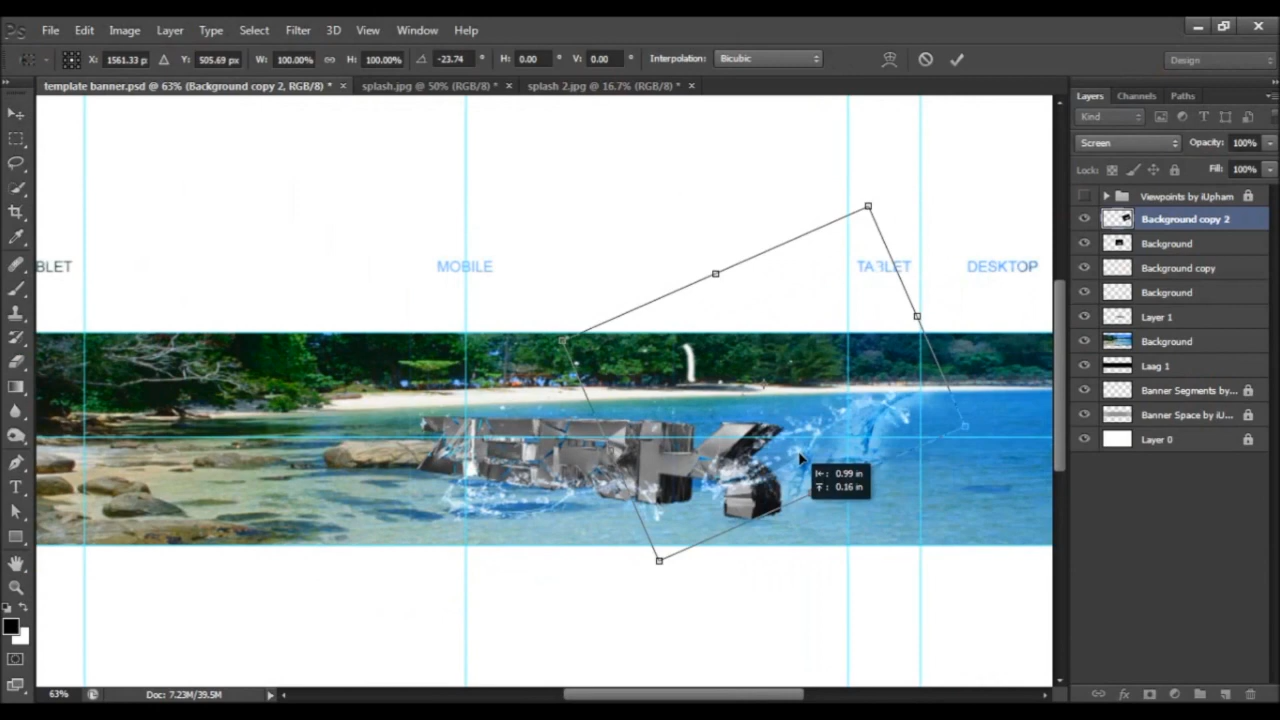 Ps File Edit Image Layer Type Select Filter 3D View Window Help
X: 1561.33 p Y: 505.69 px W: 100.00% H: 100.00% -23.74 ° H: 0.00 ° V: 0.00 ° Interpolation: Bicubic Design
template banner.psd @ 63% (Background copy 2, RGB/8) * × splash.jpg @ 50% (RGB/8) * × splash 2.jpg @ 16.7% (RGB/8) * ×
Layers Channels Paths
Kind
Screen Opacity: 100%
Lock: Fill: 100%
Viewpoints by iUpham
Background copy 2
Background
Background copy
Background
Layer 1
Background
Laag 1
Banner Segments by...
Banner Space by iU...
Layer 0
BLET MOBILE TABLET DESKTOP
0.99 in
0.16 in
63% Doc: 7.23M/39.5M